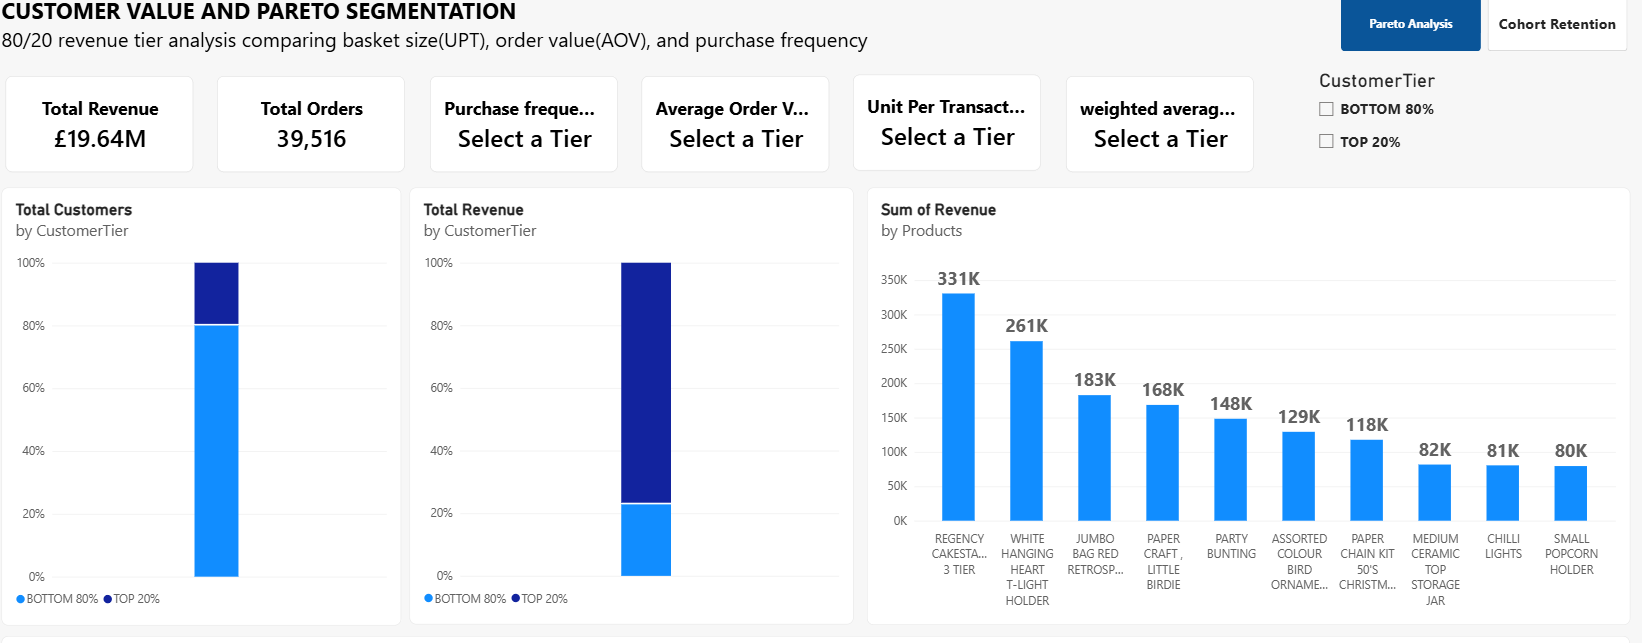 CUSTOMER VALUE AND PARETO SEGMENTATION
80/20 revenue tier analysis comparing basket size(UPT), order value(AOV), and purchase frequency
Pareto Analysis
Cohort Retention
Total Revenue
£19.64M
Total Orders
39,516
Purchase freque...
Select a Tier
Average Order V...
Select a Tier
Unit Per Transact...
Select a Tier
weighted averag...
Select a Tier
CustomerTier
BOTTOM 80%
TOP 20%
Total Customers
by CustomerTier
100%
80%
60%
40%
20%
0%
BOTTOM 80% TOP 20%
Total Revenue
by CustomerTier
100%
80%
60%
40%
20%
0%
BOTTOM 80% TOP 20%
Sum of Revenue
by Products
350K
300K
250K
200K
150K
100K
50K
0K
331K
261K
183K
168K
148K
129K
118K
82K
81K
80K
REGENCY
CAKESTA...
3 TIER
WHITE
HANGING
HEART
T-LIGHT
HOLDER
JUMBO
BAG RED
RETROSP...
PAPER
CRAFT ,
LITTLE
BIRDIE
PARTY
BUNTING
ASSORTED
COLOUR
BIRD
ORNAME...
PAPER
CHAIN KIT
50'S
CHRISTM...
MEDIUM
CERAMIC
TOP
STORAGE
JAR
CHILLI
LIGHTS
SMALL
POPCORN
HOLDER